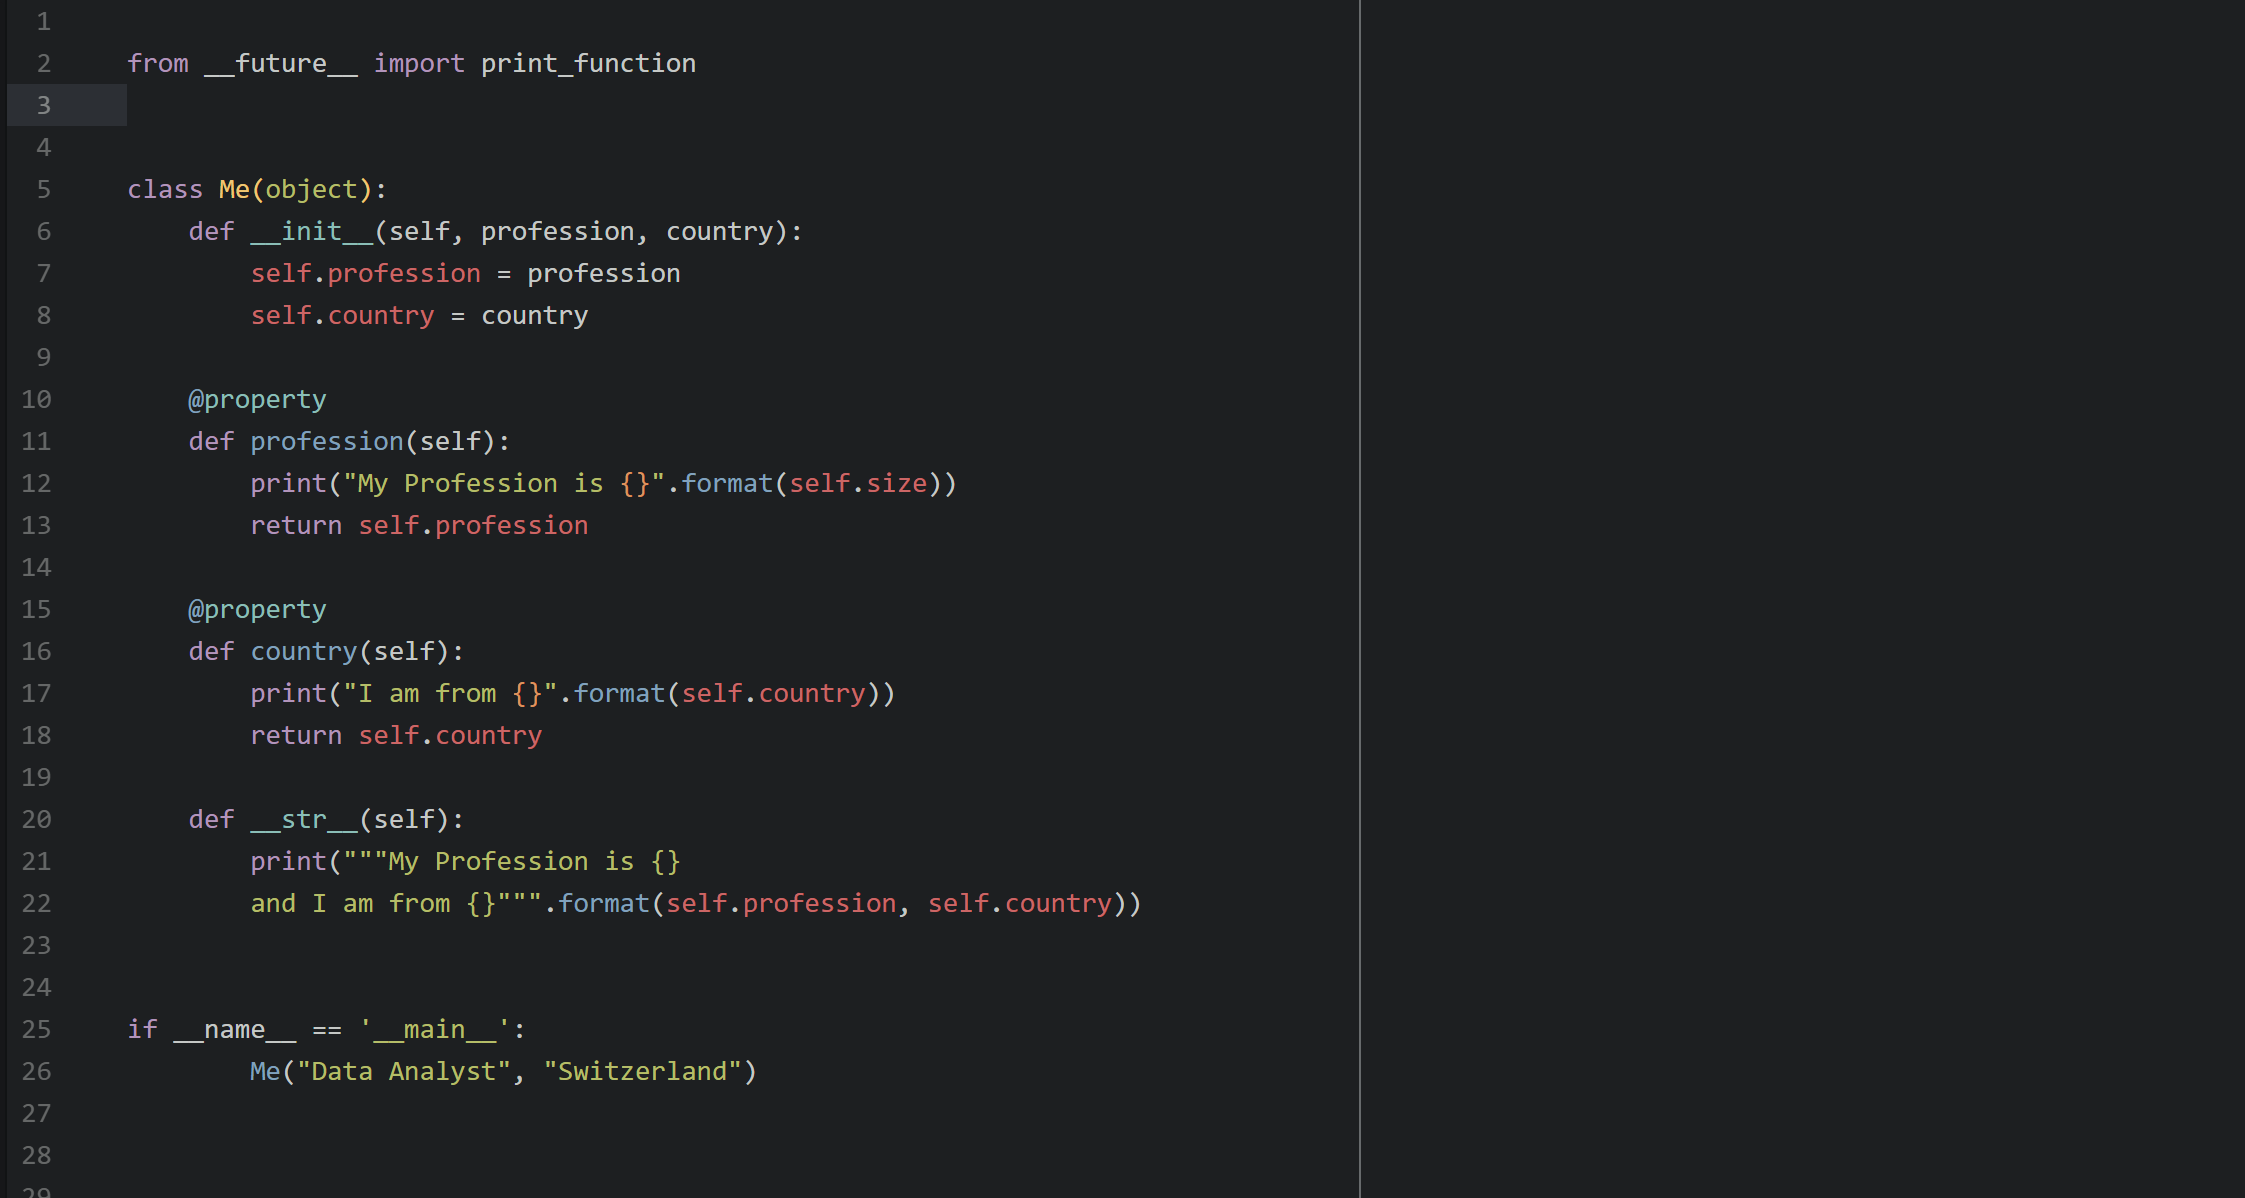 1
2 from __future__ import print_function
3
4
5 class Me(object):
6     def __init__(self, profession, country):
7         self.profession = profession
8         self.country = country
9
10     @property
11     def profession(self):
12         print("My Profession is {}".format(self.size))
13         return self.profession
14
15     @property
16     def country(self):
17         print("I am from {}".format(self.country))
18         return self.country
19
20     def __str__(self):
21         print("""My Profession is {}
22         and I am from {}""".format(self.profession, self.country))
23
24
25 if __name__ == '__main__':
26         Me("Data Analyst", "Switzerland")
27
28
29